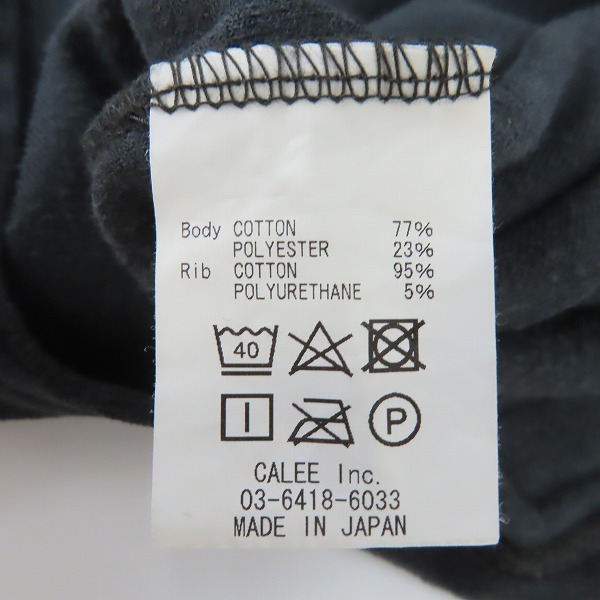 Body COTTON 77%
POLYESTER 23%
Rib COTTON 95%
POLYURETHANE 5%
40
P
CALEE Inc.
03-6418-6033
MADE IN JAPAN